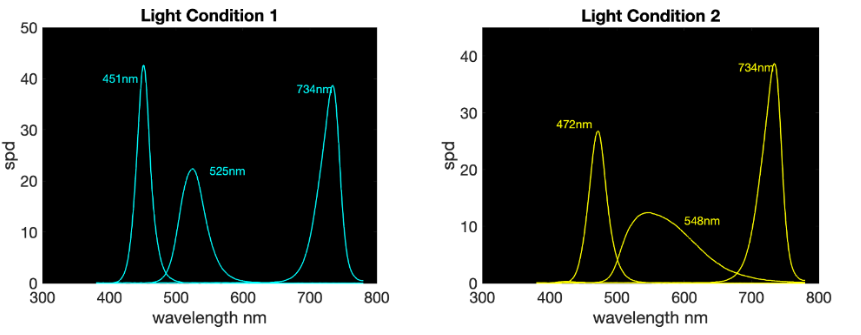 Light Condition 1
50
40
30
20
10
0
spd
451nm
525nm
734nm
300 400 500 600 700 800
wavelength nm
Light Condition 2
40
30
20
10
0
spd
472nm
548nm
734nm
300 400 500 600 700 800
wavelength nm